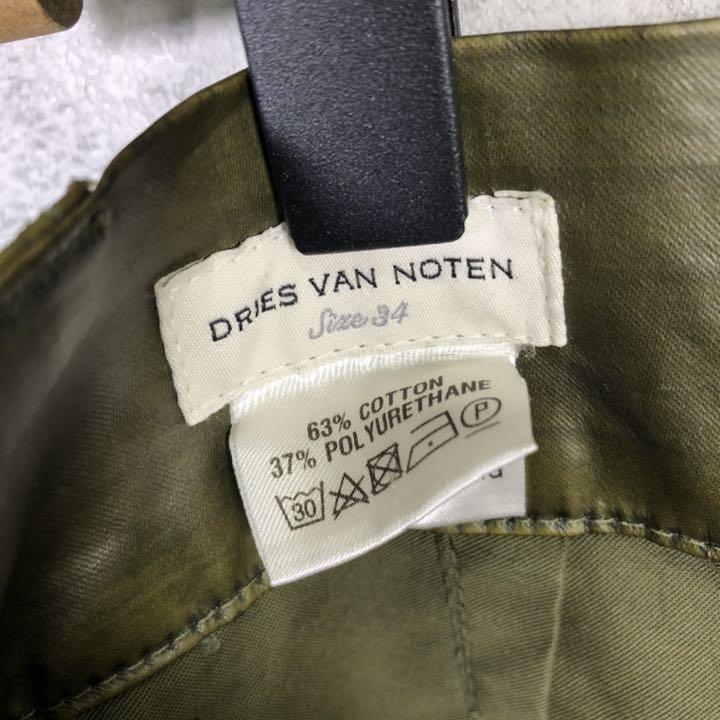 DRIES VAN NOTEN
Size 34
63% COTTON
37% POLYURETHANE
30 P